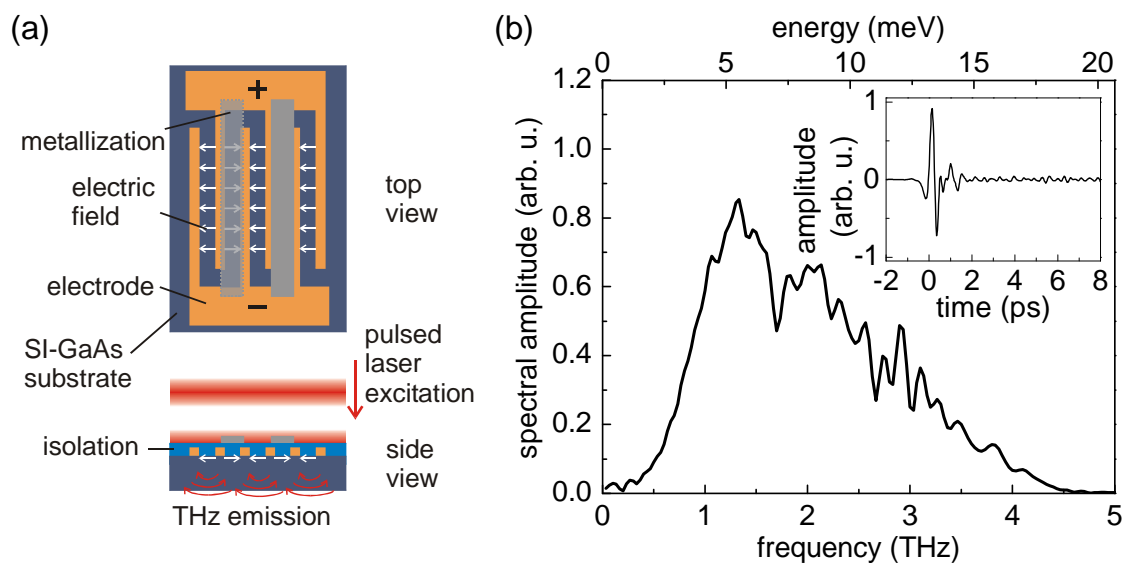 (a)
+
metallization
electric
field
top
view
electrode
−
SI-GaAs
substrate
pulsed
laser
excitation
isolation
side
view
THz emission
(b)
energy (meV)
0 5 10 15 20
spectral amplitude (arb. u.)
1.2
1.0
0.8
0.6
0.4
0.2
0.0
0 1 2 3 4 5
frequency (THz)
amplitude
(arb. u.)
1
0
-1
-2 0 2 4 6 8
time (ps)